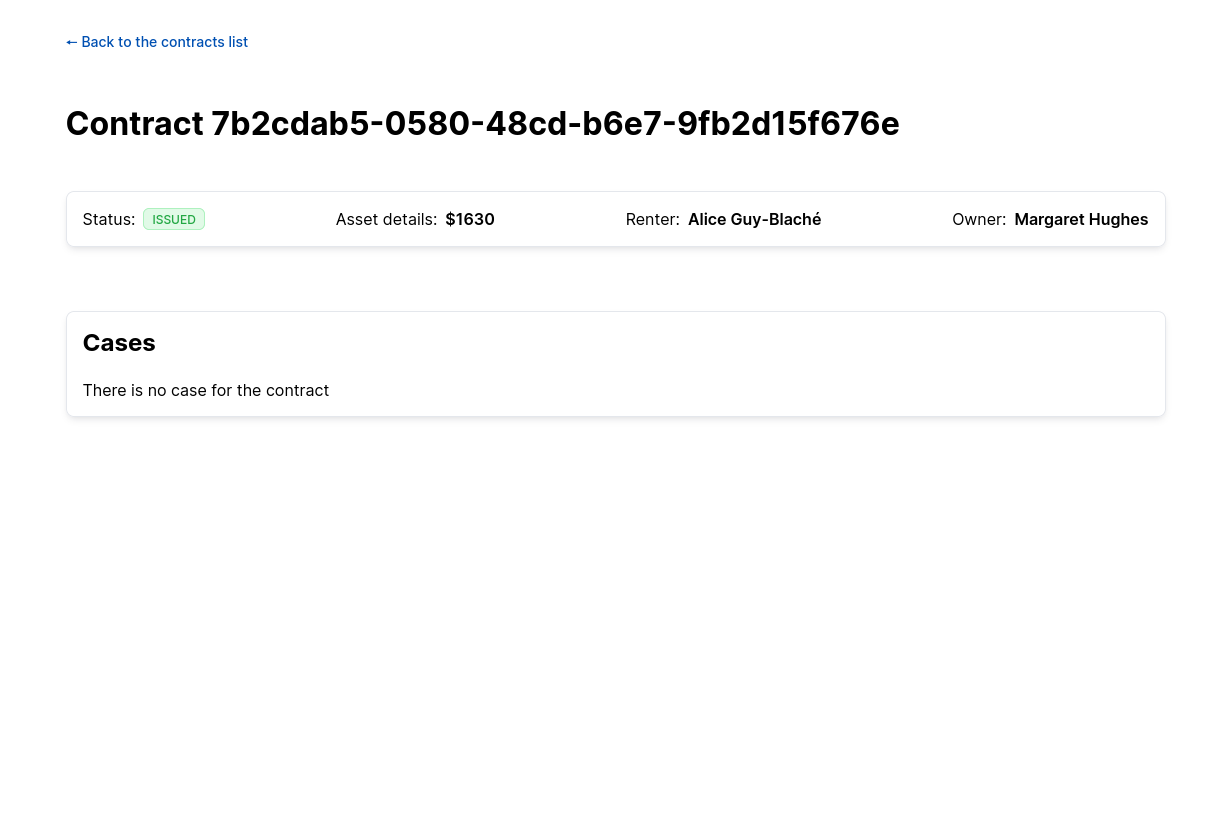 ← Back to the contracts list
Contract 7b2cdab5-0580-48cd-b6e7-9fb2d15f676e
Status: ISSUED Asset details: $1630 Renter: Alice Guy-Blaché Owner: Margaret Hughes
Cases
There is no case for the contract